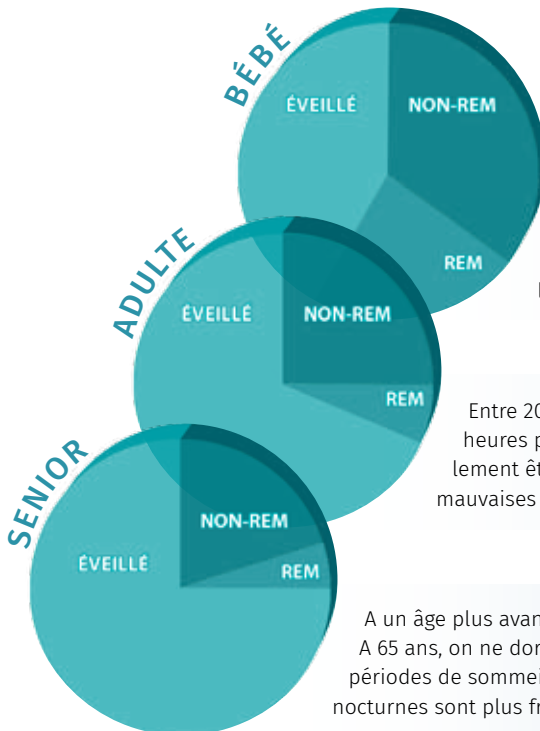 BÉBÉ
ÉVEILLÉ
NON-REM
REM
ADULTE
ÉVEILLÉ
NON-REM
REM
Entre 20
heures p
lement êt
mauvaises
SENIOR
ÉVEILLÉ
NON-REM
REM
A un âge plus avan
A 65 ans, on ne dor
périodes de sommei
nocturnes sont plus fr